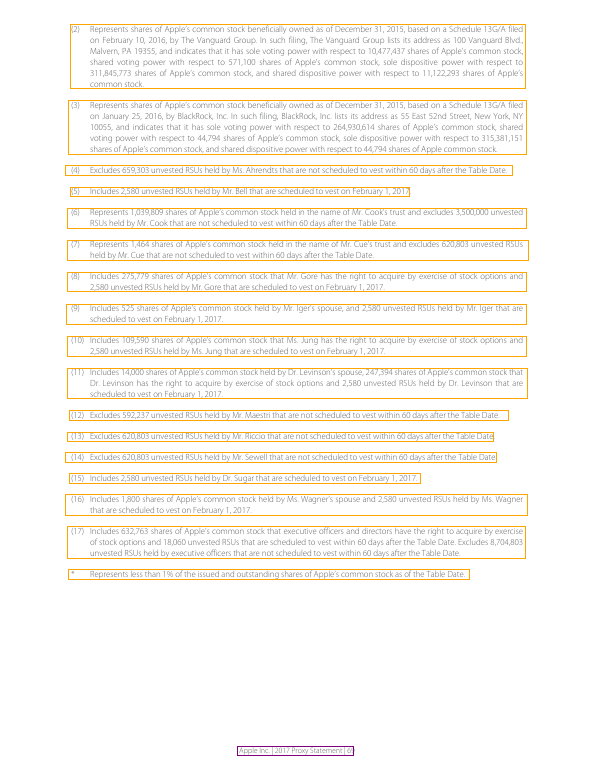 (2) Represents shares of Apple's common stock beneficially owned as of December 31, 2015, based on a Schedule 13G/A filed
on February 10, 2016, by The Vanguard Group. In such filing, The Vanguard Group lists its address as 100 Vanguard Blvd.,
Malvern, PA 19355, and indicates that it has sole voting power with respect to 10,477,437 shares of Apple's common stock,
shared voting power with respect to 571,100 shares of Apple's common stock, sole dispositive power with respect to
311,845,773 shares of Apple's common stock, and shared dispositive power with respect to 11,122,293 shares of Apple's
common stock.
(3) Represents shares of Apple's common stock beneficially owned as of December 31, 2015, based on a Schedule 13G/A filed
on January 25, 2016, by BlackRock, Inc. In such filing, BlackRock, Inc. lists its address as 55 East 52nd Street, New York, NY
10055, and indicates that it has sole voting power with respect to 264,930,614 shares of Apple's common stock, shared
voting power with respect to 44,794 shares of Apple's common stock, sole dispositive power with respect to 315,381,151
shares of Apple's common stock, and shared dispositive power with respect to 44,794 shares of Apple's common stock.
(4) Excludes 659,303 unvested RSUs held by Ms. Ahrendts that are not scheduled to vest within 60 days after the Table Date.
(5) Includes 2,580 unvested RSUs held by Mr. Bell that are scheduled to vest on February 1, 2017.
(6) Represents 1,039,809 shares of Apple's common stock held in the name of Mr. Cook's trust and excludes 3,500,000 unvested
RSUs held by Mr. Cook that are not scheduled to vest within 60 days after the Table Date.
(7) Represents 1,464 shares of Apple's common stock held in the name of Mr. Cue's trust and excludes 620,803 unvested RSUs
held by Mr. Cue that are not scheduled to vest within 60 days after the Table Date.
(8) Includes 275,779 shares of Apple's common stock that Mr. Gore has the right to acquire by exercise of stock options and
2,580 unvested RSUs held by Mr. Gore that are scheduled to vest on February 1, 2017.
(9) Includes 525 shares of Apple's common stock held by Mr. Iger's spouse, and 2,580 unvested RSUs held by Mr. Iger that are
scheduled to vest on February 1, 2017.
(10) Includes 109,590 shares of Apple's common stock that Ms. Jung has the right to acquire by exercise of stock options and
2,580 unvested RSUs held by Ms. Jung that are scheduled to vest on February 1, 2017.
(11) Includes 14,000 shares of Apple's common stock held by Dr. Levinson's spouse, 247,394 shares of Apple's common stock that
Dr. Levinson has the right to acquire by exercise of stock options and 2,580 unvested RSUs held by Dr. Levinson that are
scheduled to vest on February 1, 2017.
(12) Excludes 592,237 unvested RSUs held by Mr. Maestri that are not scheduled to vest within 60 days after the Table Date.
(13) Excludes 620,803 unvested RSUs held by Mr. Riccio that are not scheduled to vest within 60 days after the Table Date.
(14) Excludes 620,803 unvested RSUs held by Mr. Sewell that are not scheduled to vest within 60 days after the Table Date.
(15) Includes 2,580 unvested RSUs held by Dr. Sugar that are scheduled to vest on February 1, 2017.
(16) Includes 1,800 shares of Apple's common stock held by Ms. Wagner's spouse and 2,580 unvested RSUs held by Ms. Wagner
that are scheduled to vest on February 1, 2017.
(17) Includes 632,763 shares of Apple's common stock that executive officers and directors have the right to acquire by exercise
of stock options and 18,060 unvested RSUs that are scheduled to vest within 60 days after the Table Date. Excludes 8,704,803
unvested RSUs held by executive officers that are not scheduled to vest within 60 days after the Table Date.
* Represents less than 1% of the issued and outstanding shares of Apple's common stock as of the Table Date.
Apple Inc. | 2017 Proxy Statement |